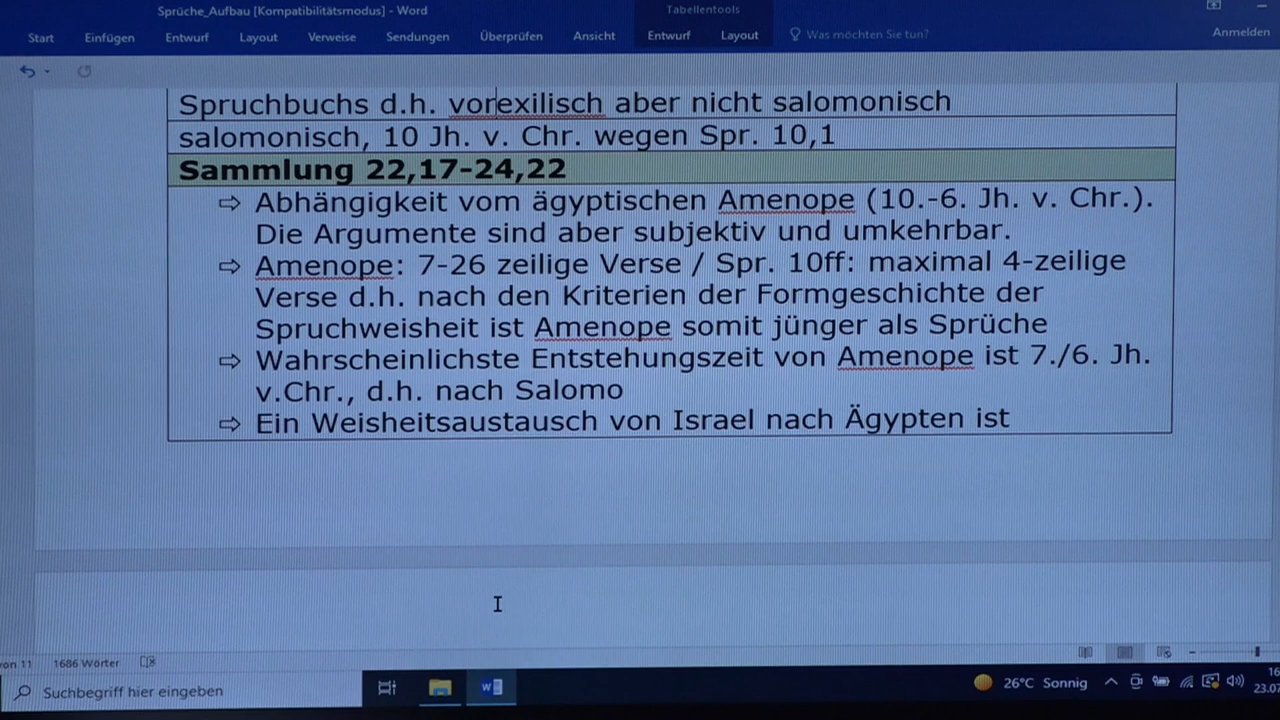 Sprüche_Aufbau [Kompatibilitätsmodus] - Word
Tabellentools
Start Einfügen Entwurf Layout Verweise Sendungen Überprüfen Ansicht Entwurf Layout Was möchten Sie tun? Anmelden
Spruchbuchs d.h. vorexilisch aber nicht salomonisch
salomonisch, 10 Jh. v. Chr. wegen Spr. 10,1
Sammlung 22,17-24,22
⇨ Abhängigkeit vom ägyptischen Amenope (10.-6. Jh. v. Chr.).
Die Argumente sind aber subjektiv und umkehrbar.
⇨ Amenope: 7-26 zeilige Verse / Spr. 10ff: maximal 4-zeilige
Verse d.h. nach den Kriterien der Formgeschichte der
Spruchweisheit ist Amenope somit jünger als Sprüche
⇨ Wahrscheinlichste Entstehungszeit von Amenope ist 7./6. Jh.
v.Chr., d.h. nach Salomo
⇨ Ein Weisheitsaustausch von Israel nach Ägypten ist
von 11 1686 Wörter
Suchbegriff hier eingeben
26°C Sonnig
16
23.07